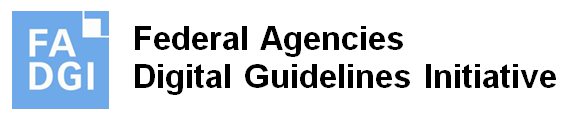 FA
DGI
Federal Agencies
Digital Guidelines Initiative